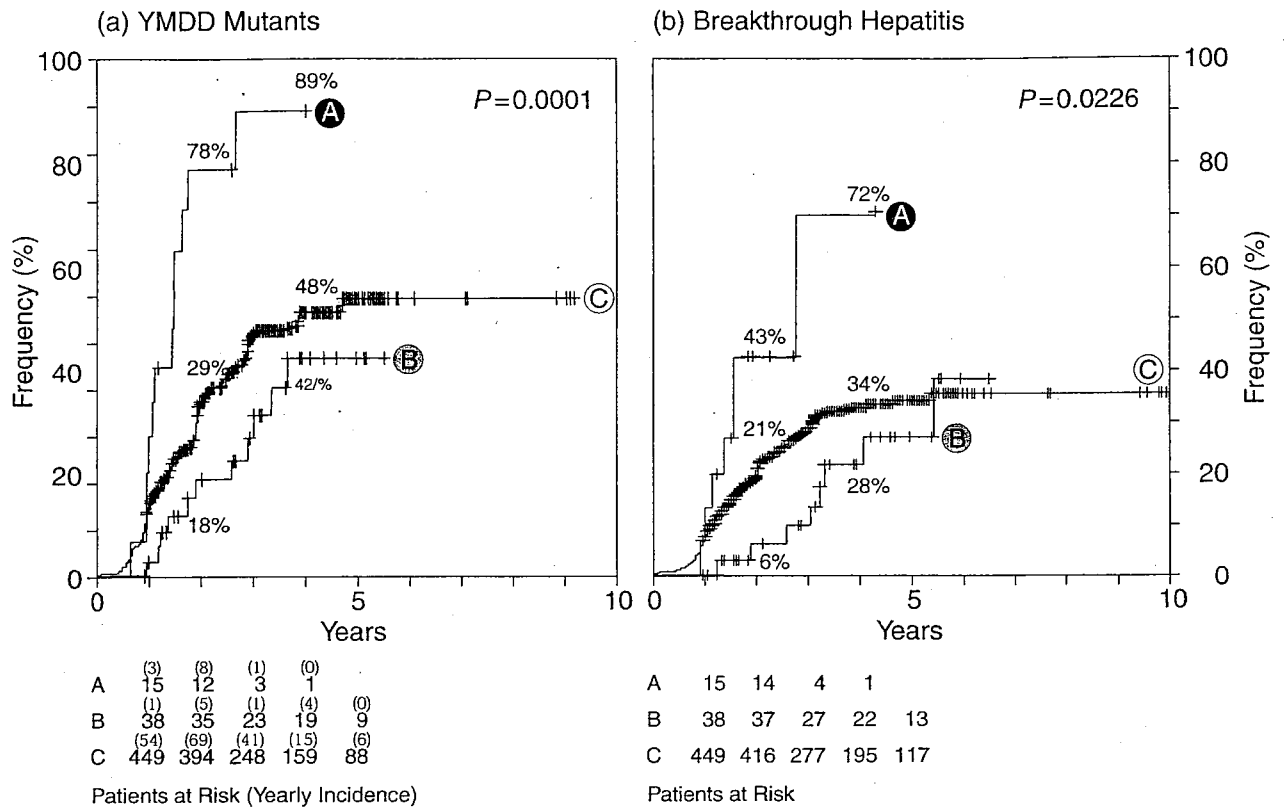 (a) YMDD Mutants
100
80
60
40
20
0
Frequency (%)
89%
A
P=0.0001
78%
48%
C
29%
B
42/%
18%
0
5
10
Years
(3) (8) (1) (0)
A 15 12 3 1
(1) (5) (1) (4) (0)
B 38 35 23 19 9
(54) (69) (41) (15) (6)
C 449 394 248 159 88
Patients at Risk (Yearly Incidence)
(b) Breakthrough Hepatitis
100
80
60
40
20
0
Frequency (%)
P=0.0226
72%
A
43%
34%
C
21%
B
28%
6%
0
5
10
Years
A 15 14 4 1
B 38 37 27 22 13
C 449 416 277 195 117
Patients at Risk